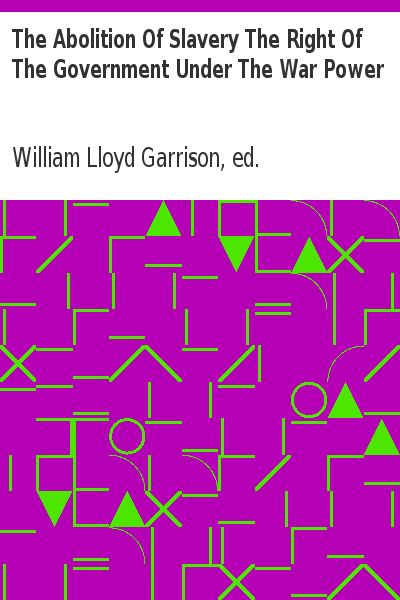 The Abolition Of Slavery The Right Of
The Government Under The War Power
William Lloyd Garrison, ed.